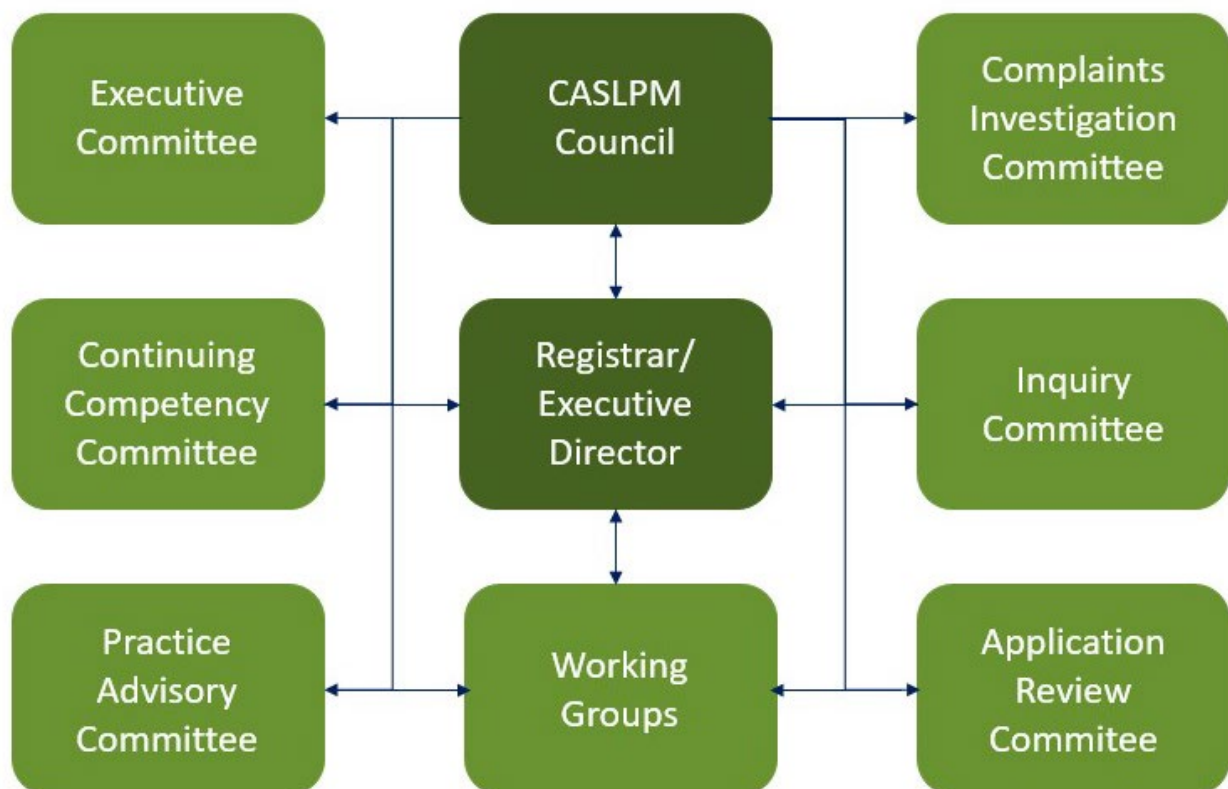 Executive
Committee
CASLPM
Council
Complaints
Investigation
Committee
Continuing
Competency
Committee
Registrar/
Executive
Director
Inquiry
Committee
Practice
Advisory
Committee
Working
Groups
Application
Review
Commitee